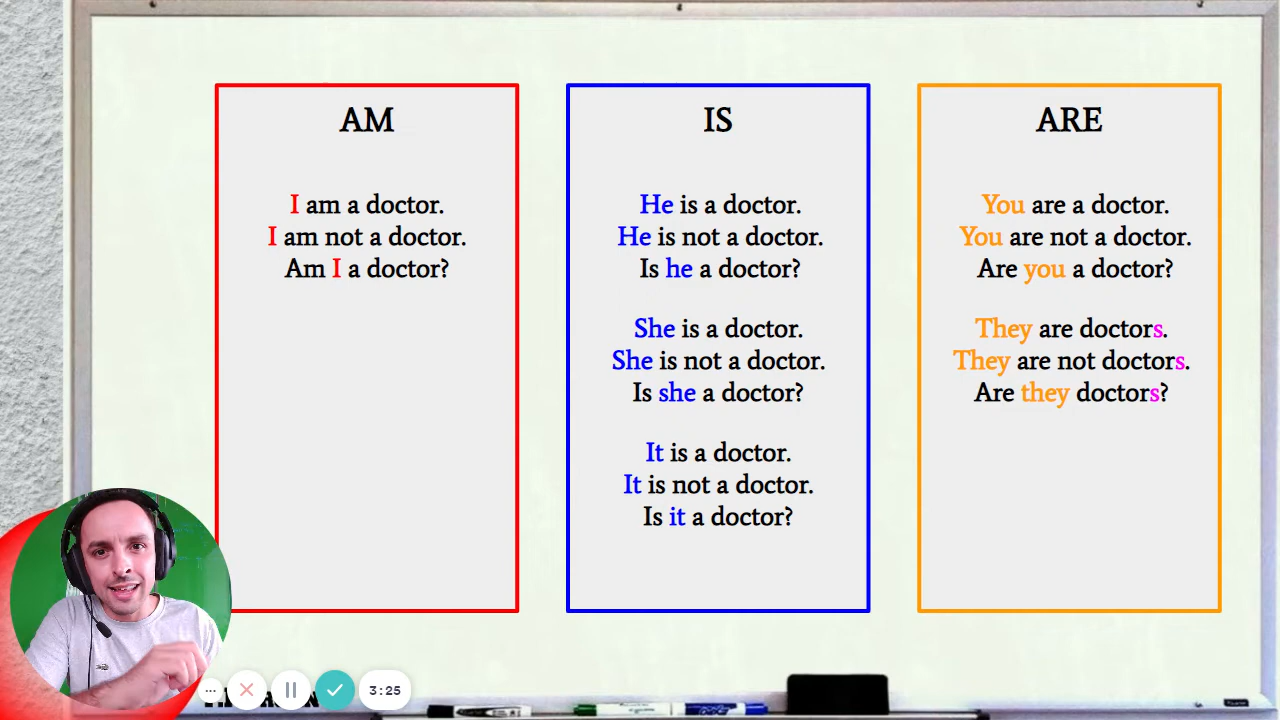 AM
I am a doctor.
I am not a doctor.
Am I a doctor?
IS
He is a doctor.
He is not a doctor.
Is he a doctor?
She is a doctor.
She is not a doctor.
Is she a doctor?
It is a doctor.
It is not a doctor.
Is it a doctor?
ARE
You are a doctor.
You are not a doctor.
Are you a doctor?
They are doctors.
They are not doctors.
Are they doctors?
3:25